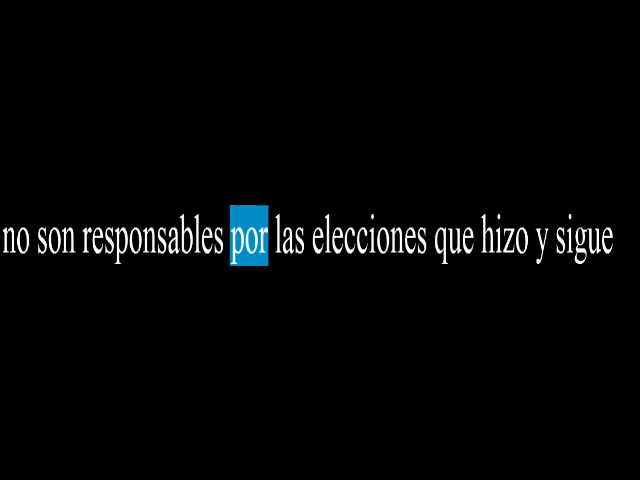 no son responsables por las elecciones que hizo y sigue